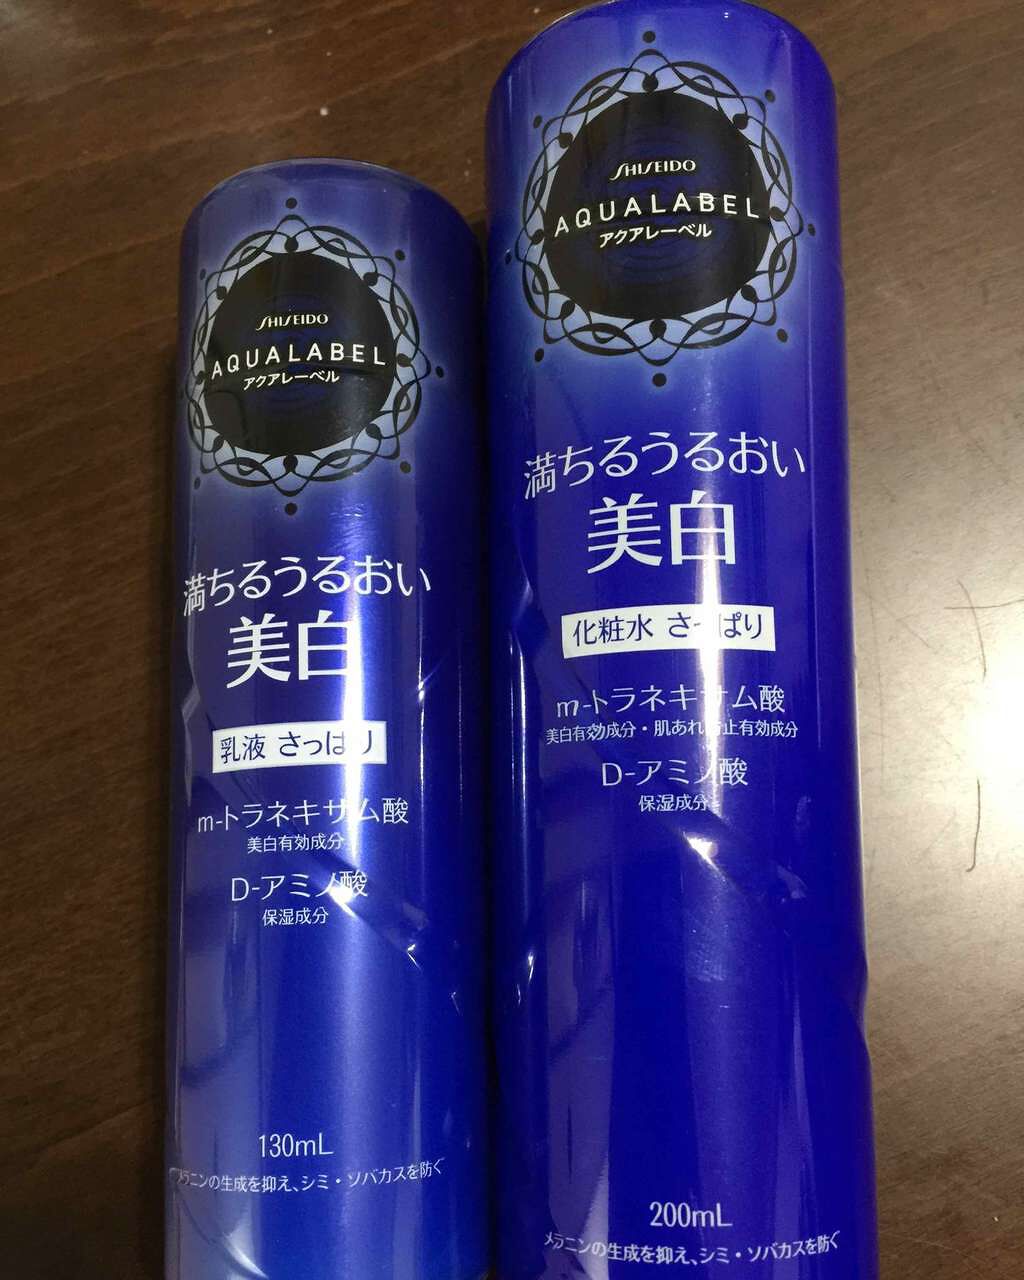 SHISEIDO
AQUALABEL
アクアレーベル
満ちるうるおい
美白
乳液 さっぱり
m-トラネキサム酸
美白有効成分
D-アミノ酸
保湿成分
130mL
メラニンの生成を抑え、シミ・ソバカスを防ぐ
SHISEIDO
AQUALABEL
アクアレーベル
満ちるうるおい
美白
化粧水 さっぱり
m-トラネキサム酸
美白有効成分・肌あれ防止有効成分
D-アミノ酸
保湿成分
200mL
メラニンの生成を抑え、シミ・ソバカスを防ぐ